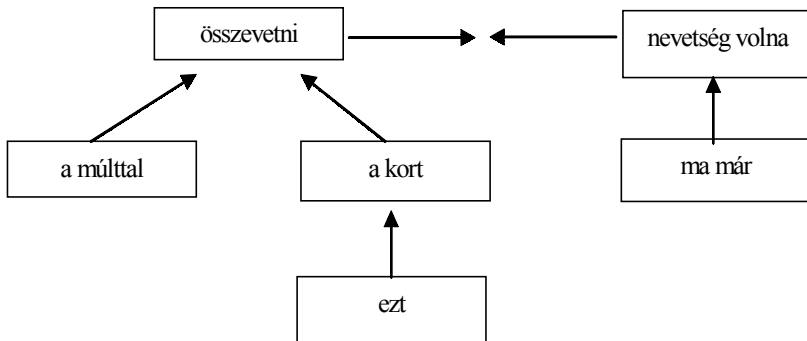 összevetni
nevetség volna
a múlttal
a kort
ma már
ezt